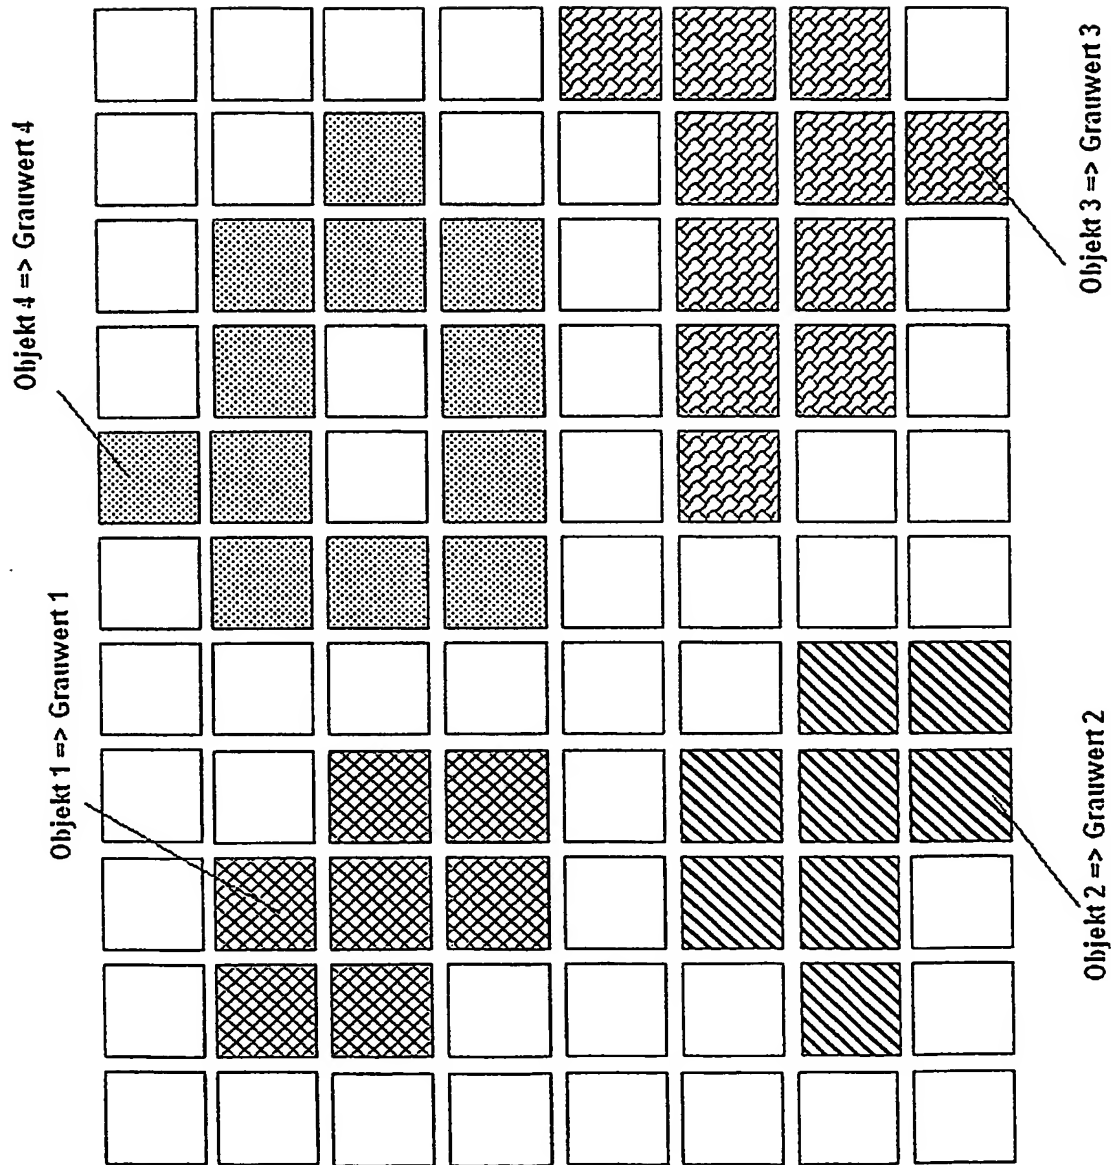 Objekt 1 => Grauwert 1
Objekt 4 => Grauwert 4
Objekt 2 => Grauwert 2
Objekt 3 => Grauwert 3